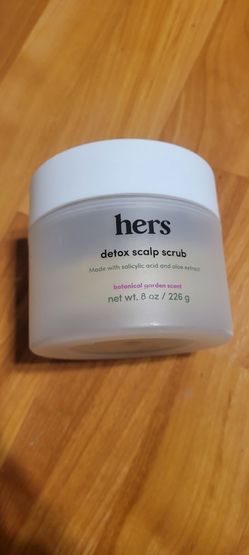 hers
detox scalp scrub
Made with salicylic acid and aloe extract
botanical garden scent
net wt. 8 oz / 226 g